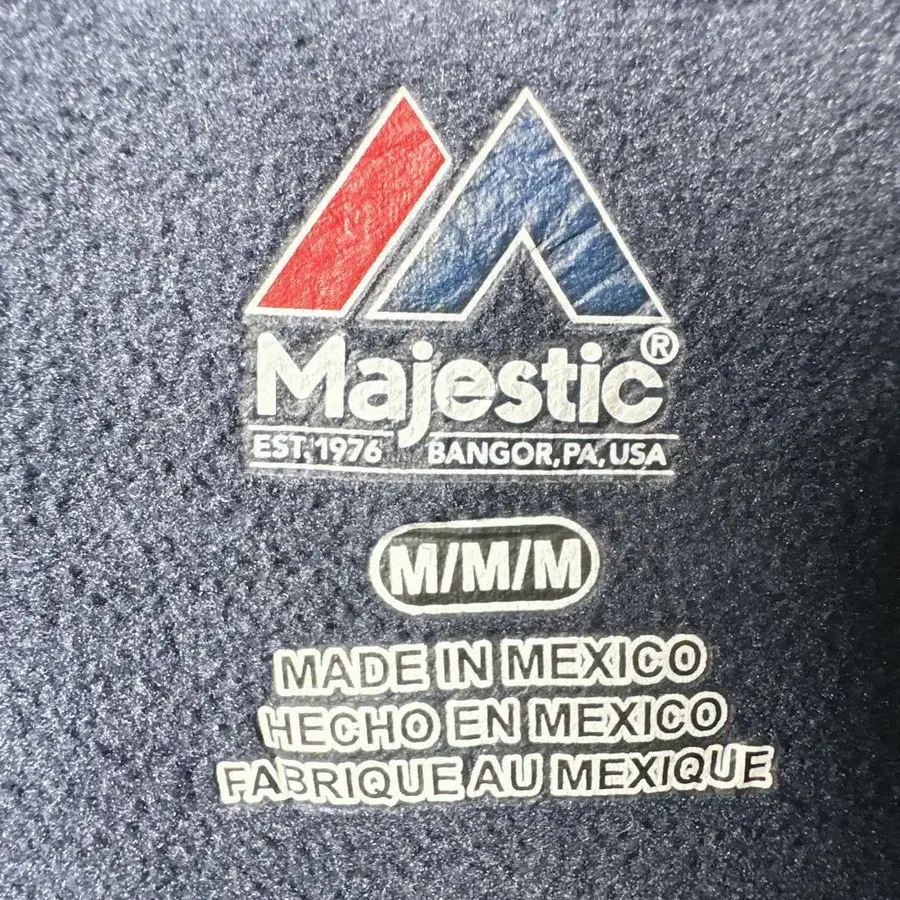 Majestic®
EST. 1976 BANGOR, PA, USA
M/M/M
MADE IN MEXICO
HECHO EN MEXICO
FABRIQUE AU MEXIQUE